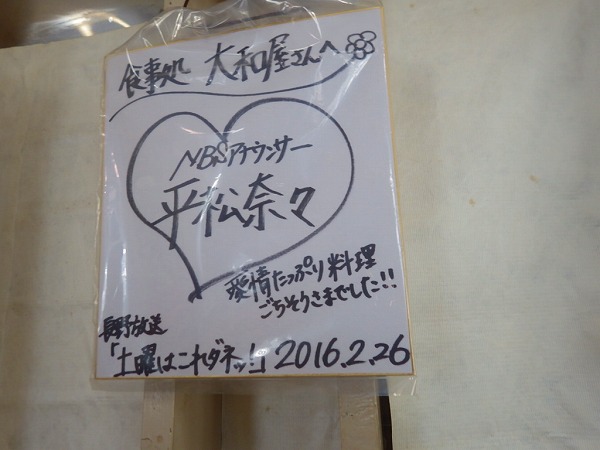 食事処 大和屋さんへ
NBSアナウンサー
平松奈々
愛情たっぷり料理
ごちそうさまでした!!
長野放送
「土曜はこれダネッ!」 2016.2.26